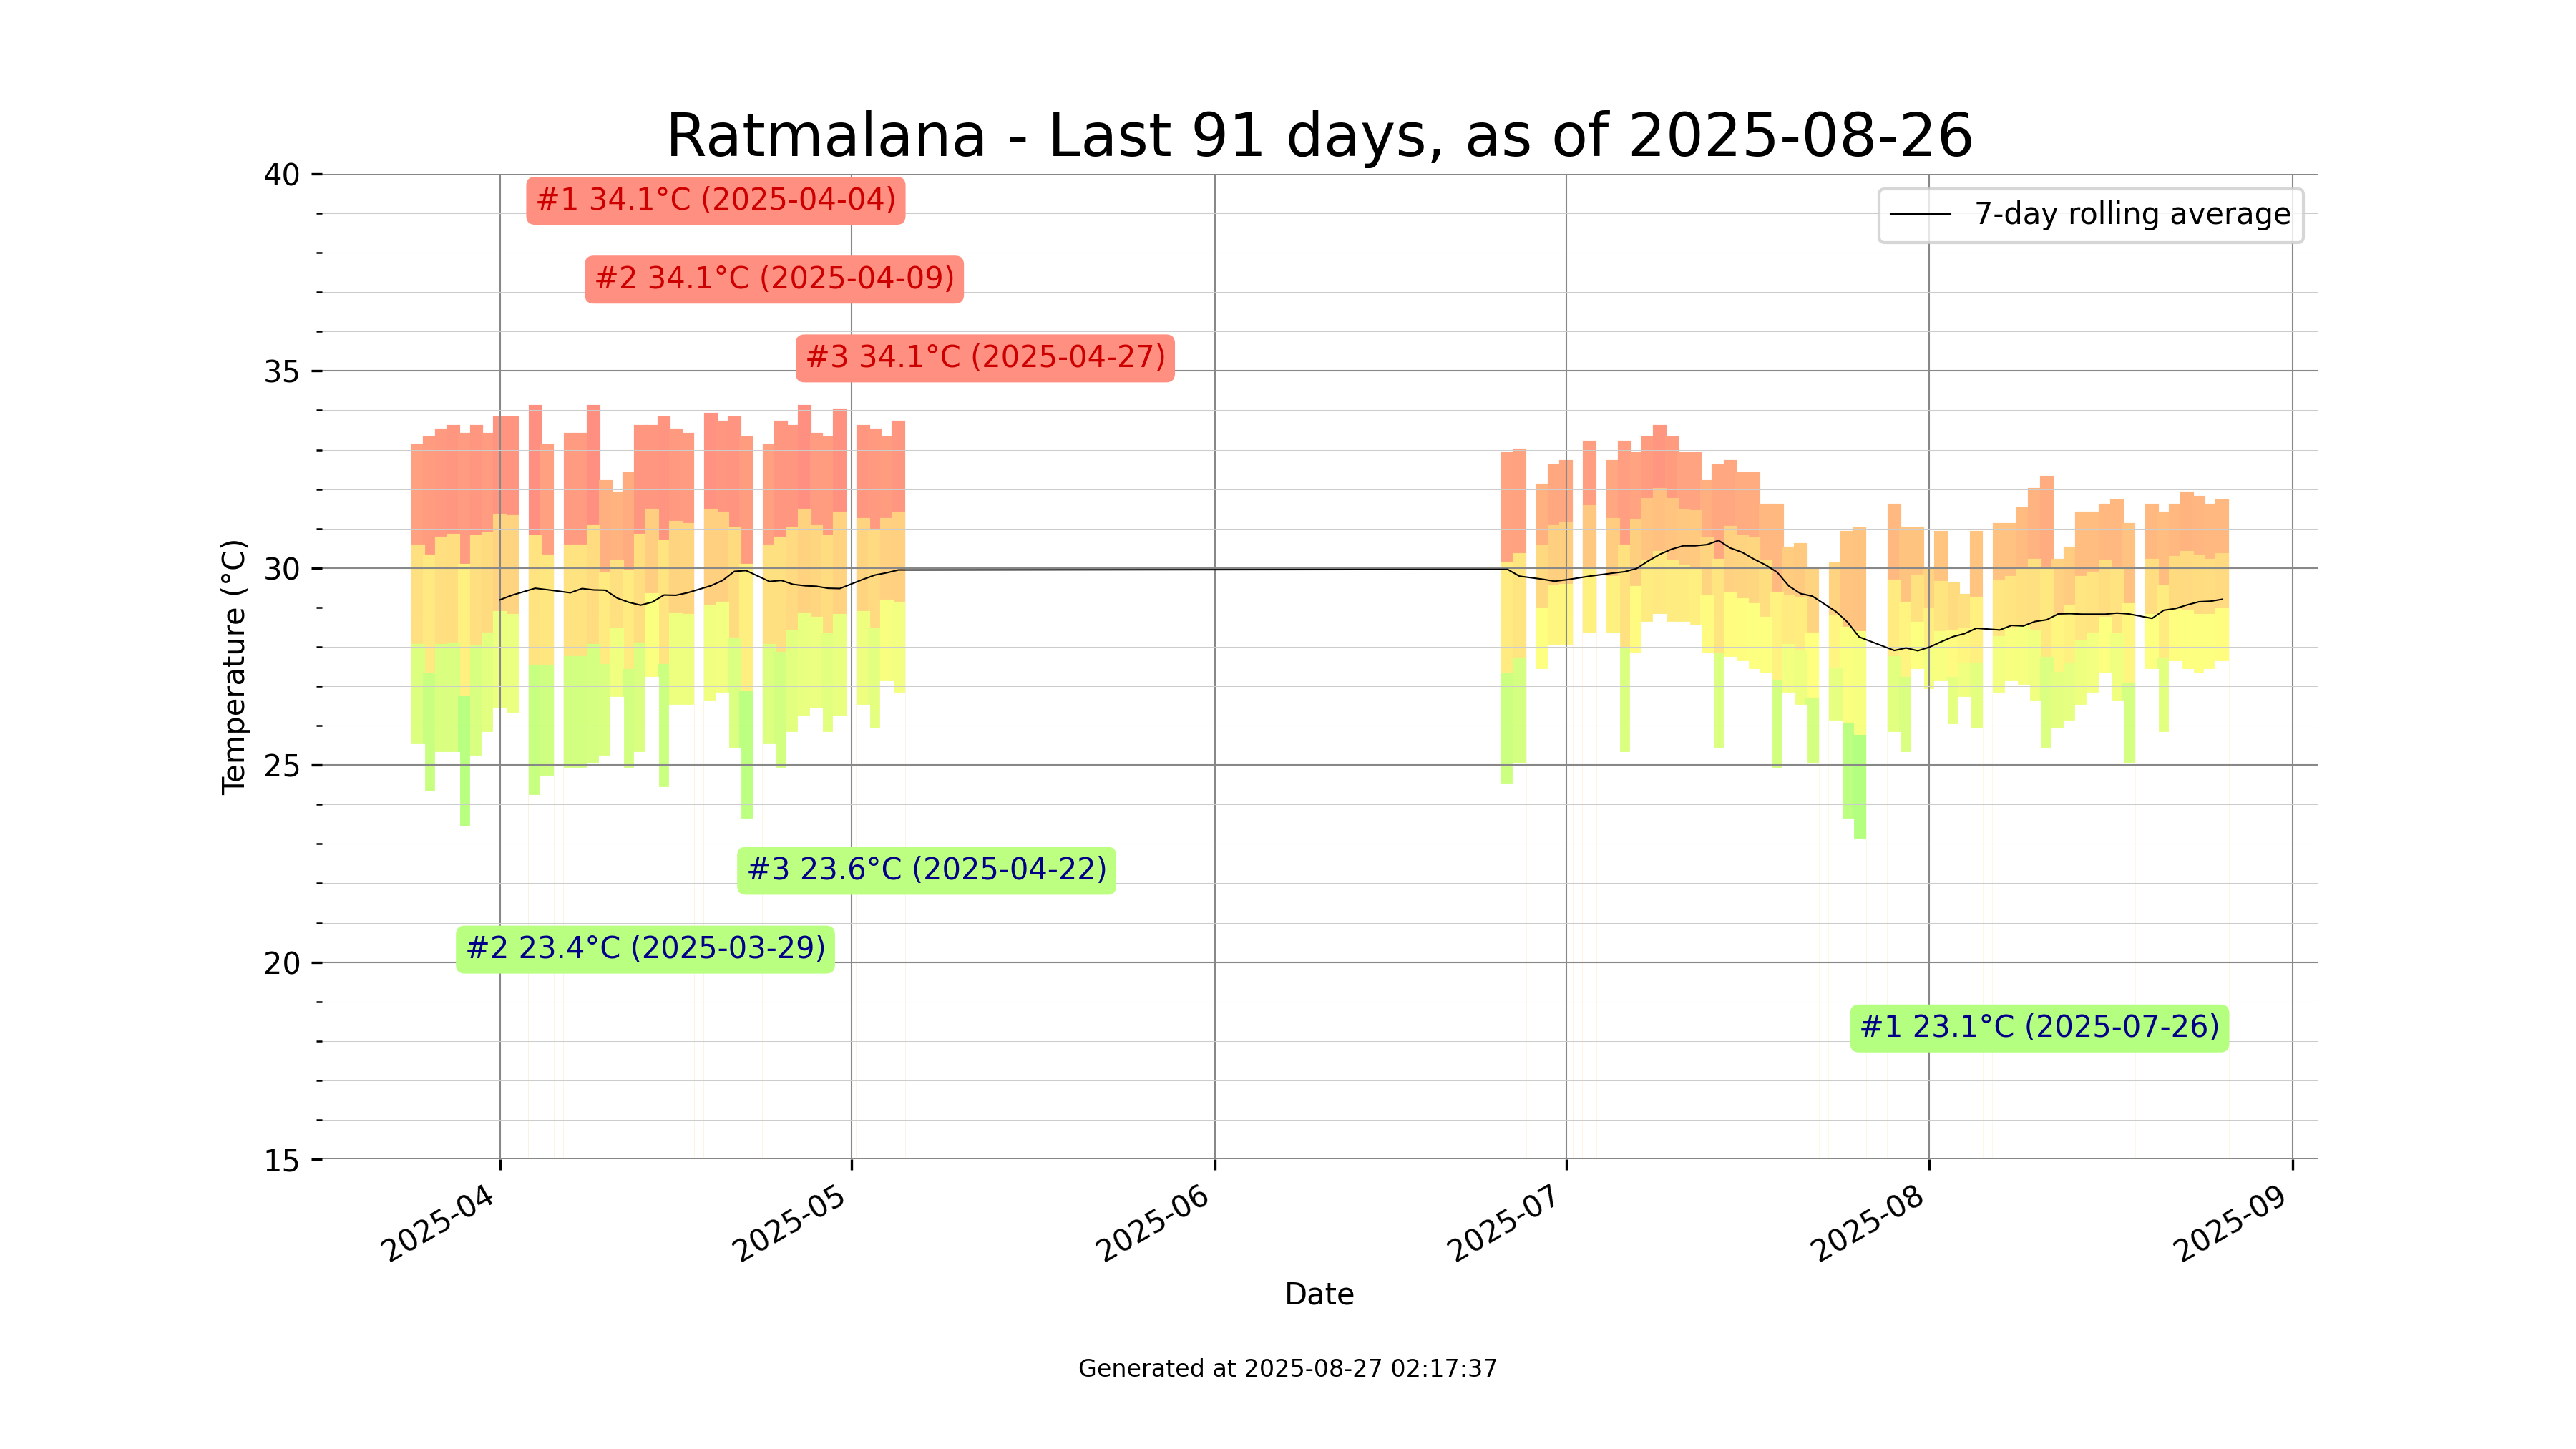 Ratmalana - Last 91 days, as of 2025-08-26
40
35
30
25
20
15
Temperature (°C)
#1 34.1°C (2025-04-04)
#2 34.1°C (2025-04-09)
#3 34.1°C (2025-04-27)
7-day rolling average
#3 23.6°C (2025-04-22)
#2 23.4°C (2025-03-29)
#1 23.1°C (2025-07-26)
2025-04
2025-05
2025-06
2025-07
2025-08
2025-09
Date
Generated at 2025-08-27 02:17:37